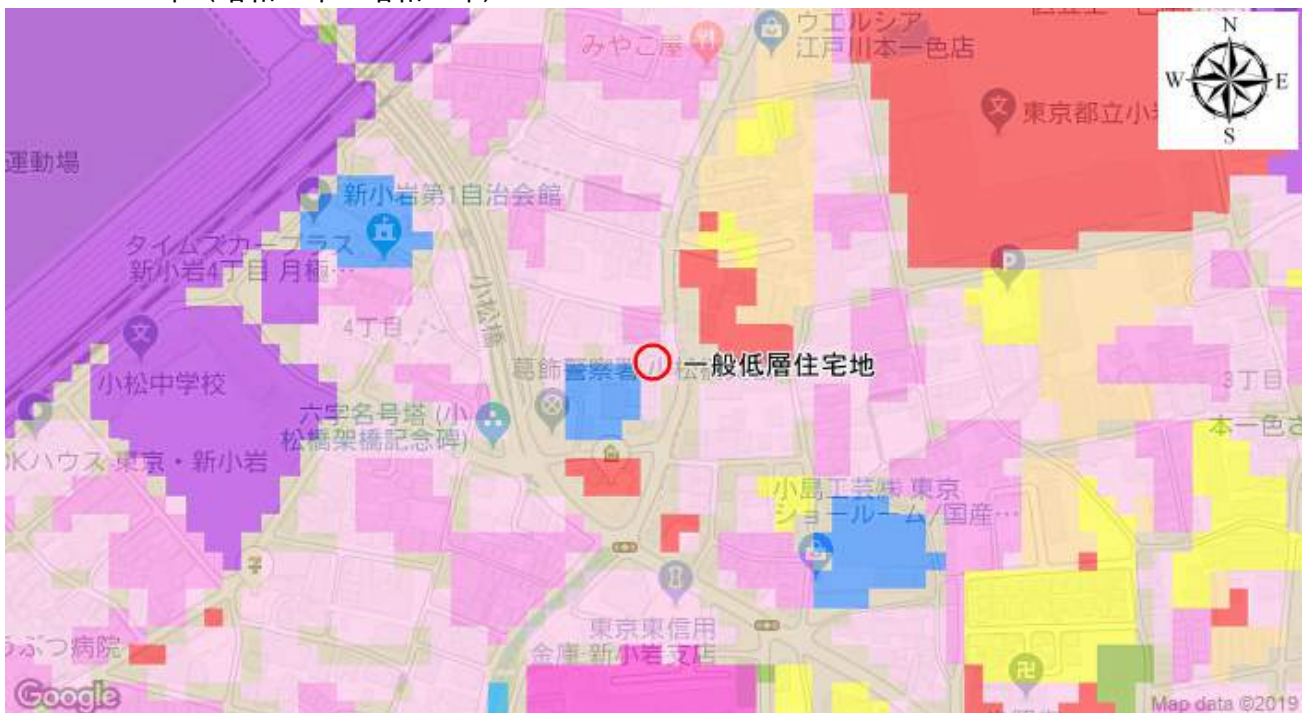 ウエルシア
江戸川本一色店
みやこ屋
N
W
E
S
東京都立小
運動場
新小岩第1自治会館
タイムズカープラス
新小岩4丁目 月極…
小松橋
4丁目
一般低層住宅地
小松中学校
3丁目
六字名号塔 (小
松橋架橋記念碑)
本一色さ
Kハウス 東京・新小岩
小島工芸㈱ 東京
ショールーム/国産…
東京東信用
金庫 新小岩支店
ぶつ病院
Google
Map data ©2019